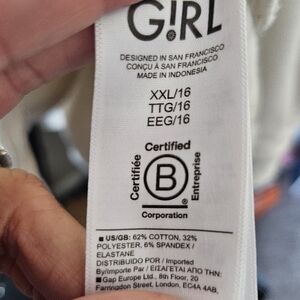 G!RL
DESIGNED IN SAN FRANCISCO
CONÇU À SAN FRANCISCO
MADE IN INDONESIA
XXL/16
TTG/16
EEG/16
Certified
Certifiée
B
Entreprise
Corporation
■ US/GB: 62% COTTON, 32%
POLYESTER, 6% SPANDEX /
ELASTANE
DISTRIBUIDO POR / Imported
By/Importé Par / ΕΙΣΑΓΕΤΑΙ ΑΠΟ ΤΗΝ:
■ Gap Europe Ltd., 8th Floor, 20
Farringdon Street, London, EC4A 4AB,